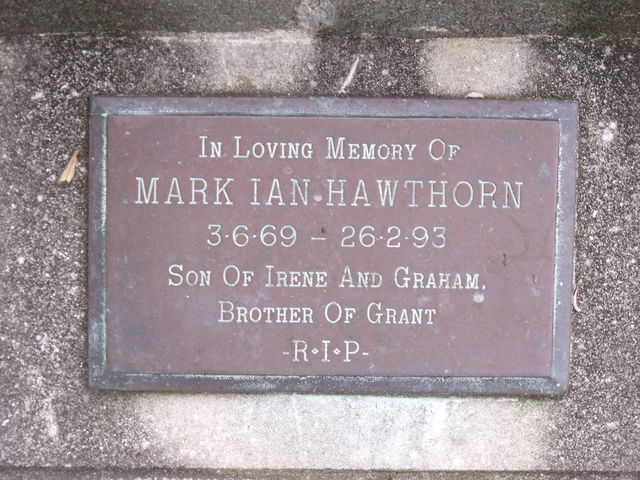 In Loving Memory Of
MARK IAN HAWTHORN
3·6·69 – 26·2·93
Son Of Irene And Graham,
Brother Of Grant
-R·I·P-